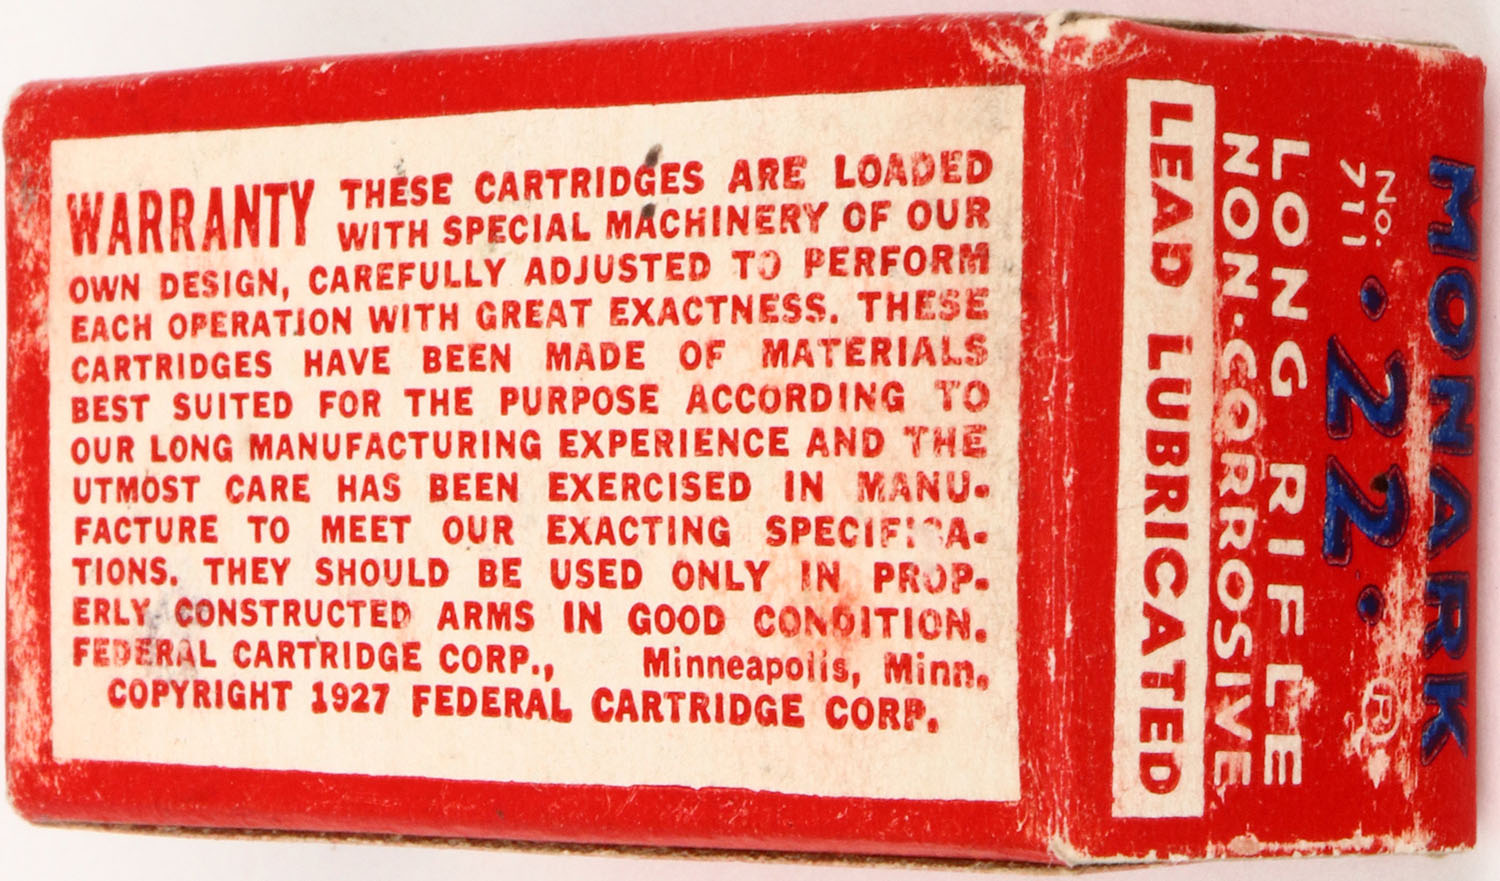 WARRANTY THESE CARTRIDGES ARE LOADED
WITH SPECIAL MACHINERY OF OUR
OWN DESIGN, CAREFULLY ADJUSTED TO PERFORM
EACH OPERATION WITH GREAT EXACTNESS. THESE
CARTRIDGES HAVE BEEN MADE OF MATERIALS
BEST SUITED FOR THE PURPOSE ACCORDING TO
OUR LONG MANUFACTURING EXPERIENCE AND THE
UTMOST CARE HAS BEEN EXERCISED IN MANU-
FACTURE TO MEET OUR EXACTING SPECIFICA-
TIONS. THEY SHOULD BE USED ONLY IN PROP-
ERLY CONSTRUCTED ARMS IN GOOD CONDITION.
FEDERAL CARTRIDGE CORP., Minneapolis, Minn.
COPYRIGHT 1927 FEDERAL CARTRIDGE CORP.
MONARK
No. 711 .22. ®
LONG RIFLE
NON-CORROSIVE
LEAD LUBRICATED